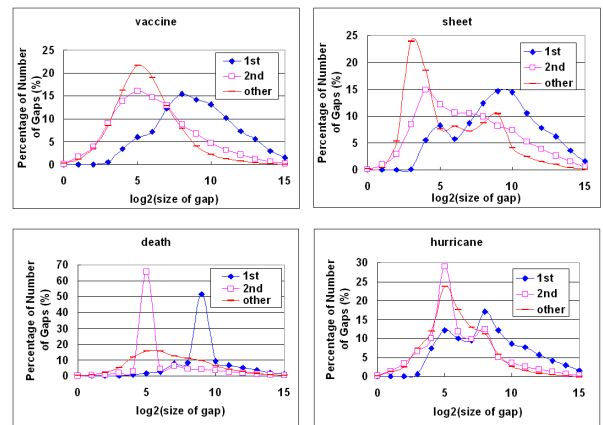 vaccine
Percentage of Number
of Gaps (%)
25
20
15
10
5
0
1st
2nd
other
0 5 10 15
log2(size of gap)
sheet
Percentage of Number
of Gaps (%)
25
20
15
10
5
0
1st
2nd
other
0 5 10 15
log2(size of gap)
death
Percentage of Number
of Gaps (%)
70
60
50
40
30
20
10
0
1st
2nd
other
0 5 10 15
log2(size of gap)
hurricane
Percentage of Number
of Gaps (%)
30
25
20
15
10
5
0
1st
2nd
other
0 5 10 15
log2(size of gap)